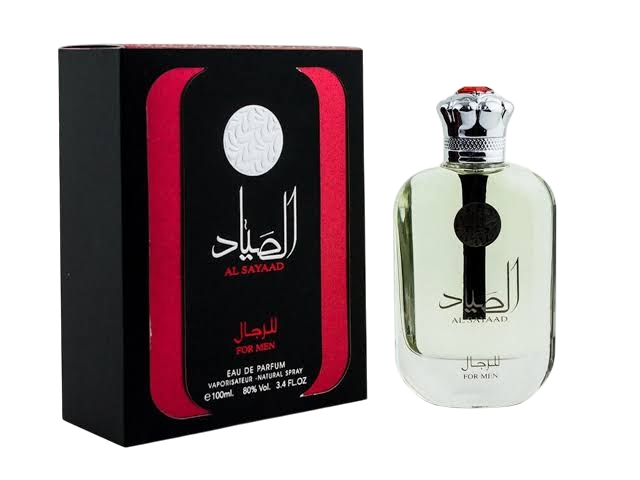 الصياد
AL SAYAAD
للرجال
FOR MEN
EAU DE PARFUM
VAPORISATEUR -NATURAL SPRAY
℮100ml. 80% Vol. 3.4 FL.OZ
الصياد
AL SAYAAD
للرجال
FOR MEN